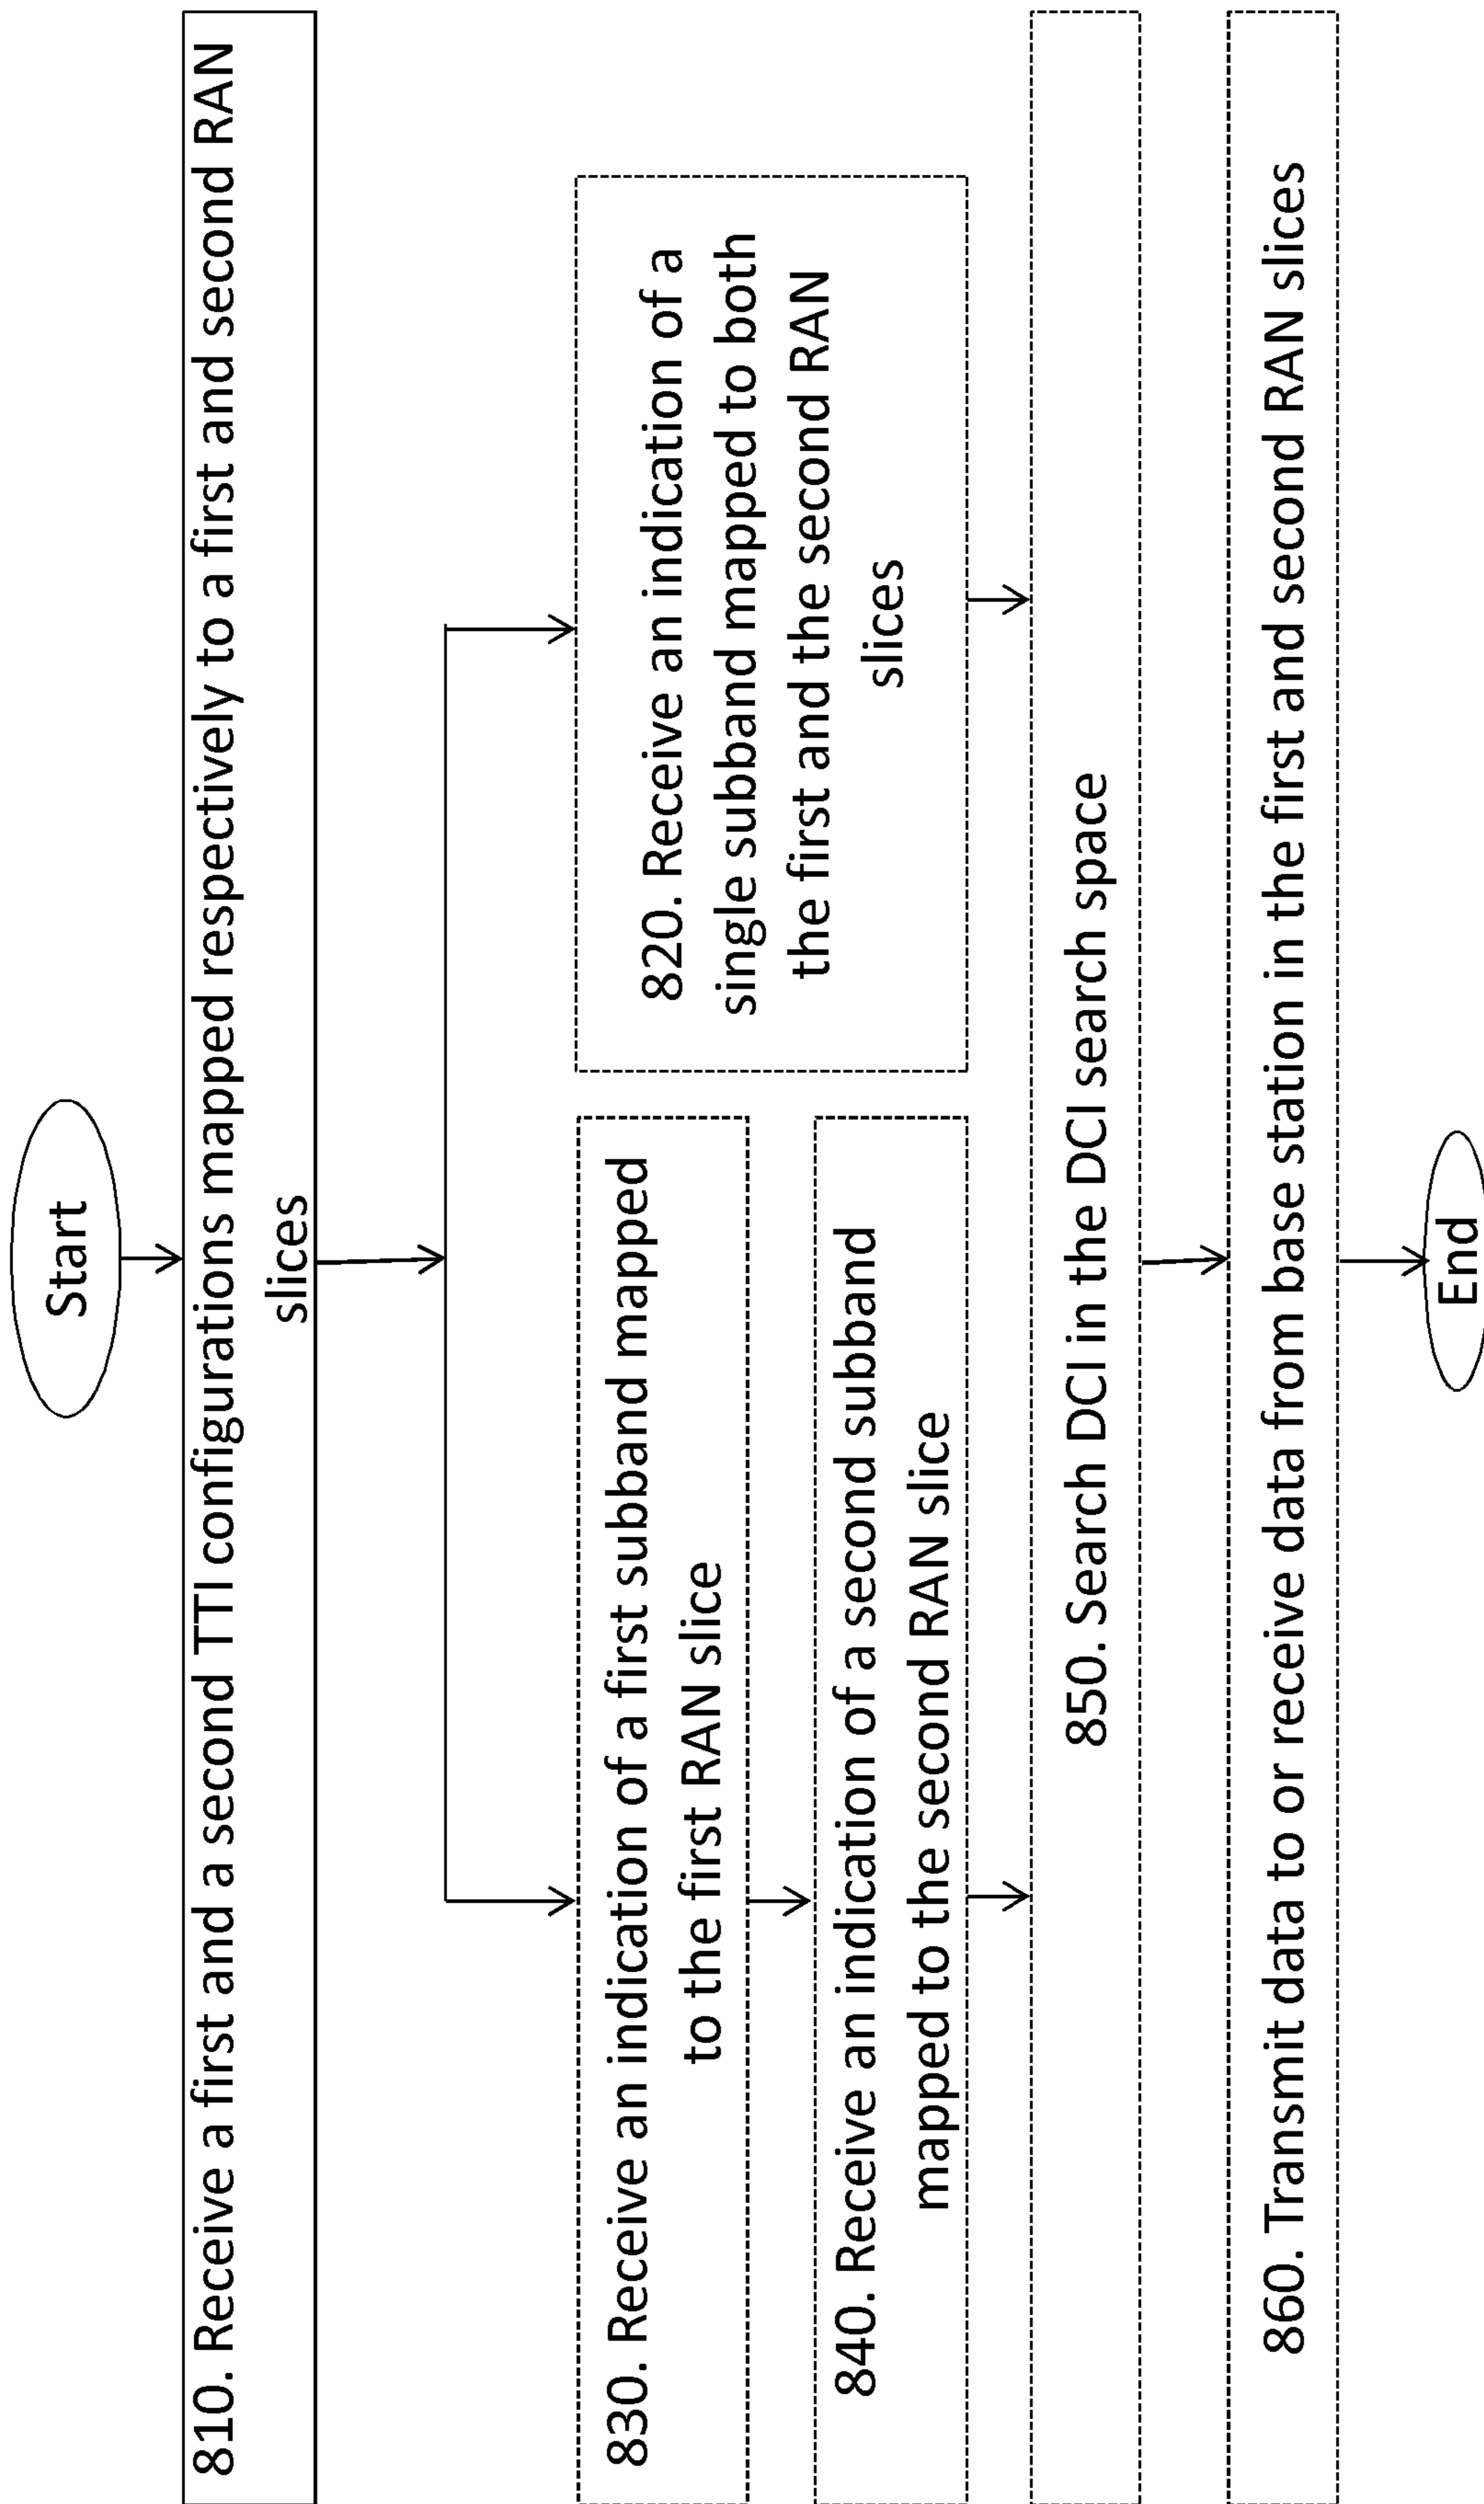 Start
810. Receive a first and a second TTI configurations mapped respectively to a first and second RAN
slices
830. Receive an indication of a first subband mapped
to the first RAN slice
840. Receive an indication of a second subband
mapped to the second RAN slice
820. Receive an indication of a
single subband mapped to both
the first and the second RAN
slices
850. Search DCI in the DCI search space
860. Transmit data to or receive data from base station in the first and second RAN slices
End